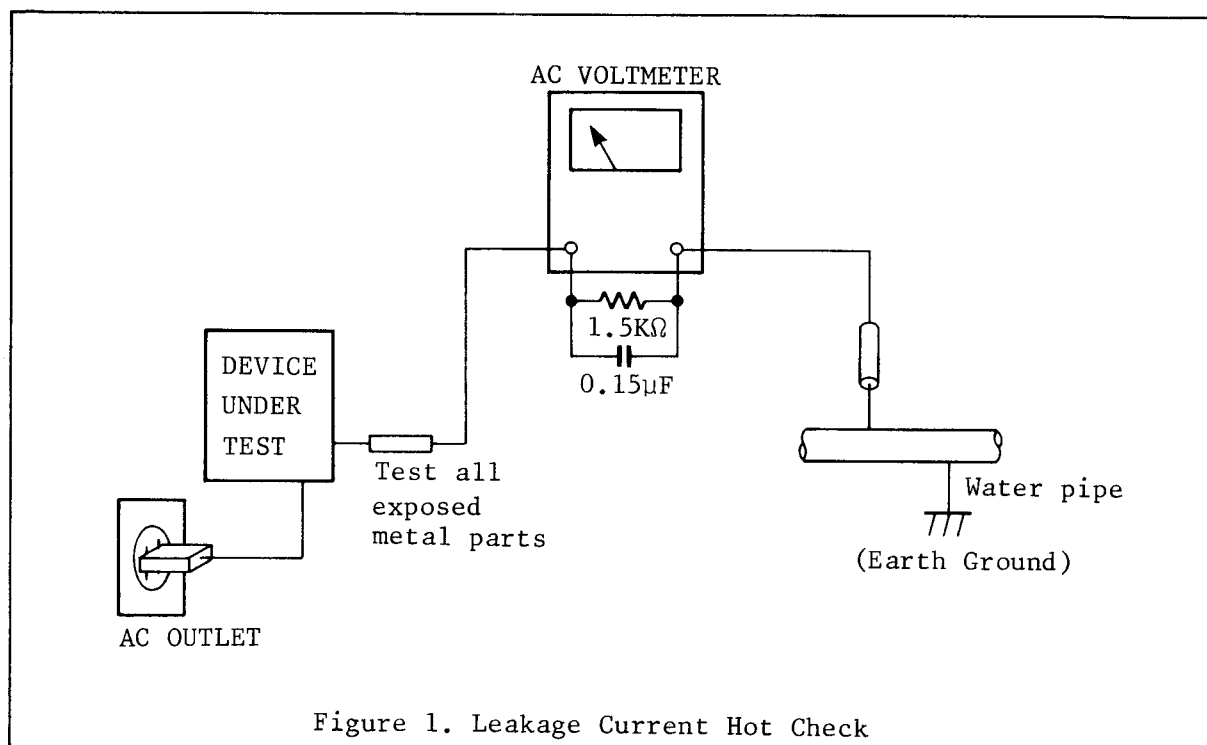 AC VOLTMETER
1.5KΩ
0.15µF
DEVICE
UNDER
TEST
Test all
exposed
metal parts
Water pipe
(Earth Ground)
AC OUTLET
Figure 1. Leakage Current Hot Check